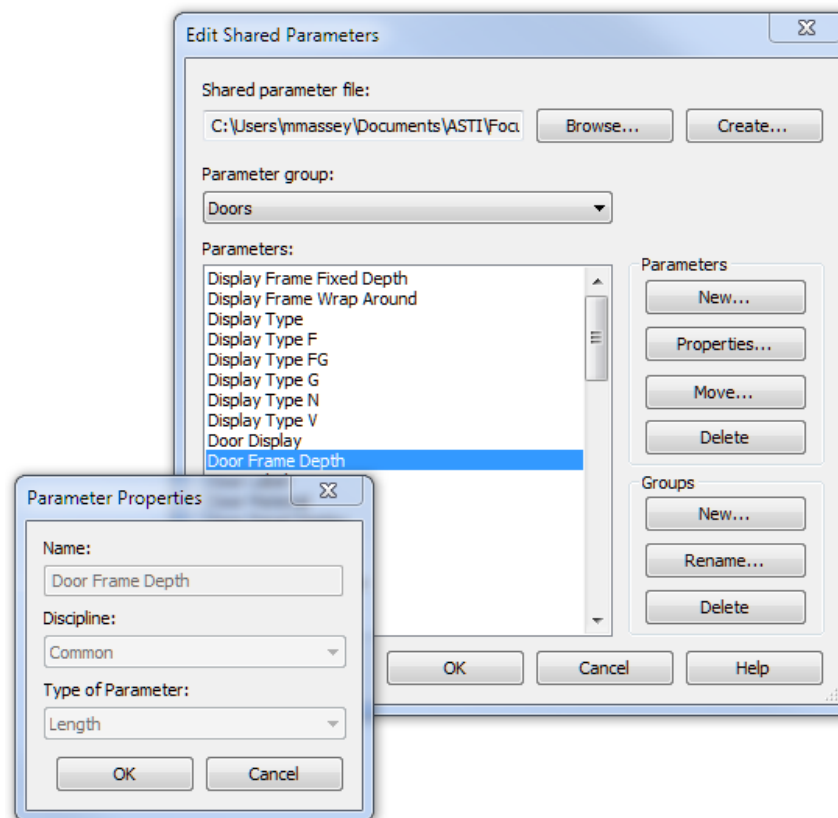 Edit Shared Parameters
Shared parameter file:
C:\Users\mmassey\Documents\ASTI\Focu
Browse...
Create...
Parameter group:
Doors
Parameters:
Display Frame Fixed Depth
Display Frame Wrap Around
Display Type
Display Type F
Display Type FG
Display Type G
Display Type N
Display Type V
Door Display
Door Frame Depth
Parameters
New...
Properties...
Move...
Delete
Groups
New...
Rename...
Delete
OK
Cancel
Help
Parameter Properties
Name:
Door Frame Depth
Discipline:
Common
Type of Parameter:
Length
OK
Cancel